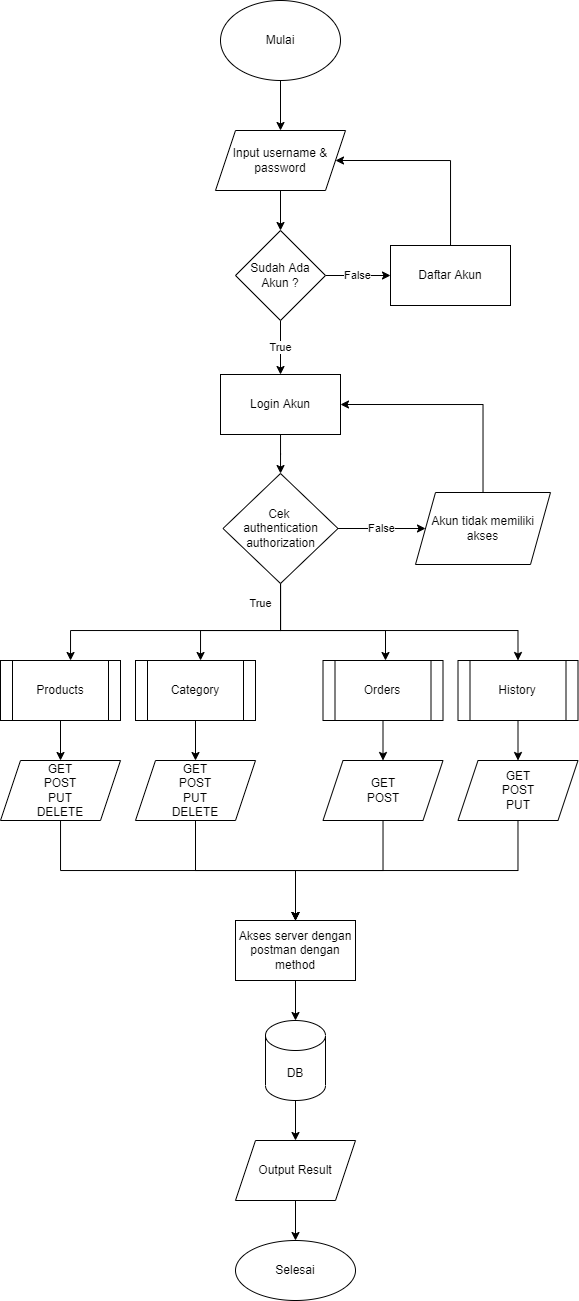 Mulai
Input username &
password
Sudah Ada
Akun ?
False
Daftar Akun
True
Login Akun
Cek
authentication
authorization
False
Akun tidak memiliki
akses
True
Products
Category
Orders
History
GET
POST
PUT
DELETE
GET
POST
PUT
DELETE
GET
POST
GET
POST
PUT
Akses server dengan
postman dengan
method
DB
Output Result
Selesai